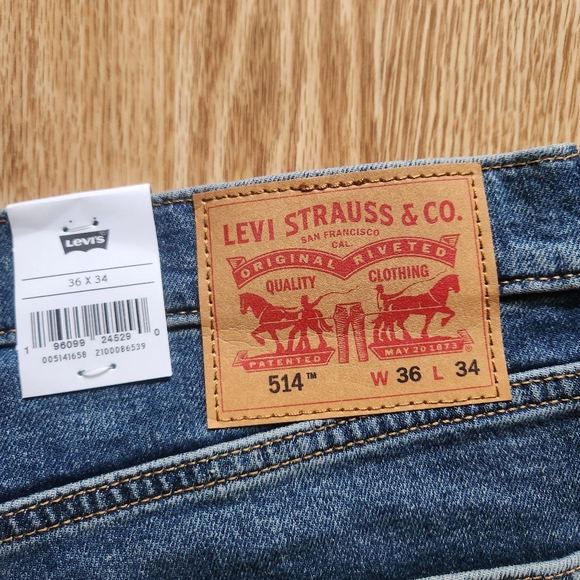 LEVI'S
36 X 34
1 96099 24529 0
005141658 2100086539
LEVI STRAUSS & CO.
SAN FRANCISCO
CAL.
ORIGINAL RIVETED
QUALITY CLOTHING
PATENTED MAY 20 1873
514™ W 36 L 34